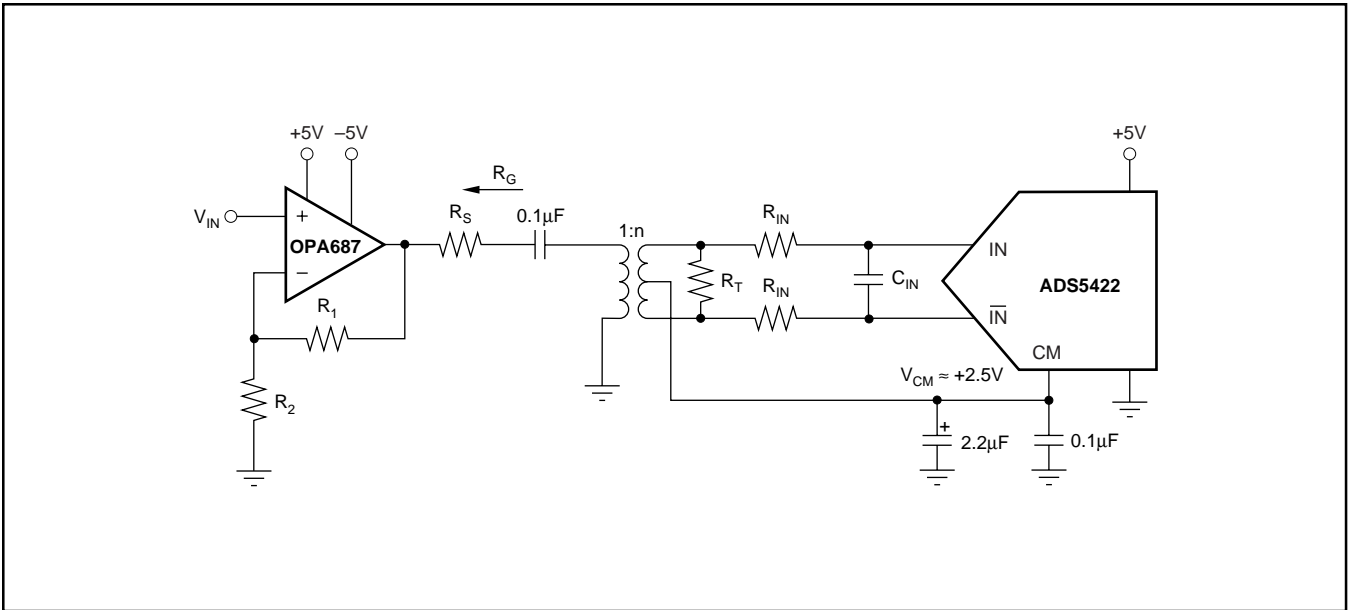 +5V
–5V
+5V
R_G
V_IN
+
OPA687
–
R_S
0.1μF
1:n
R_IN
R_T
R_IN
C_IN
IN
ADS5422
I̅N̅
CM
R_1
R_2
V_CM ≈ +2.5V
+
2.2μF
0.1μF